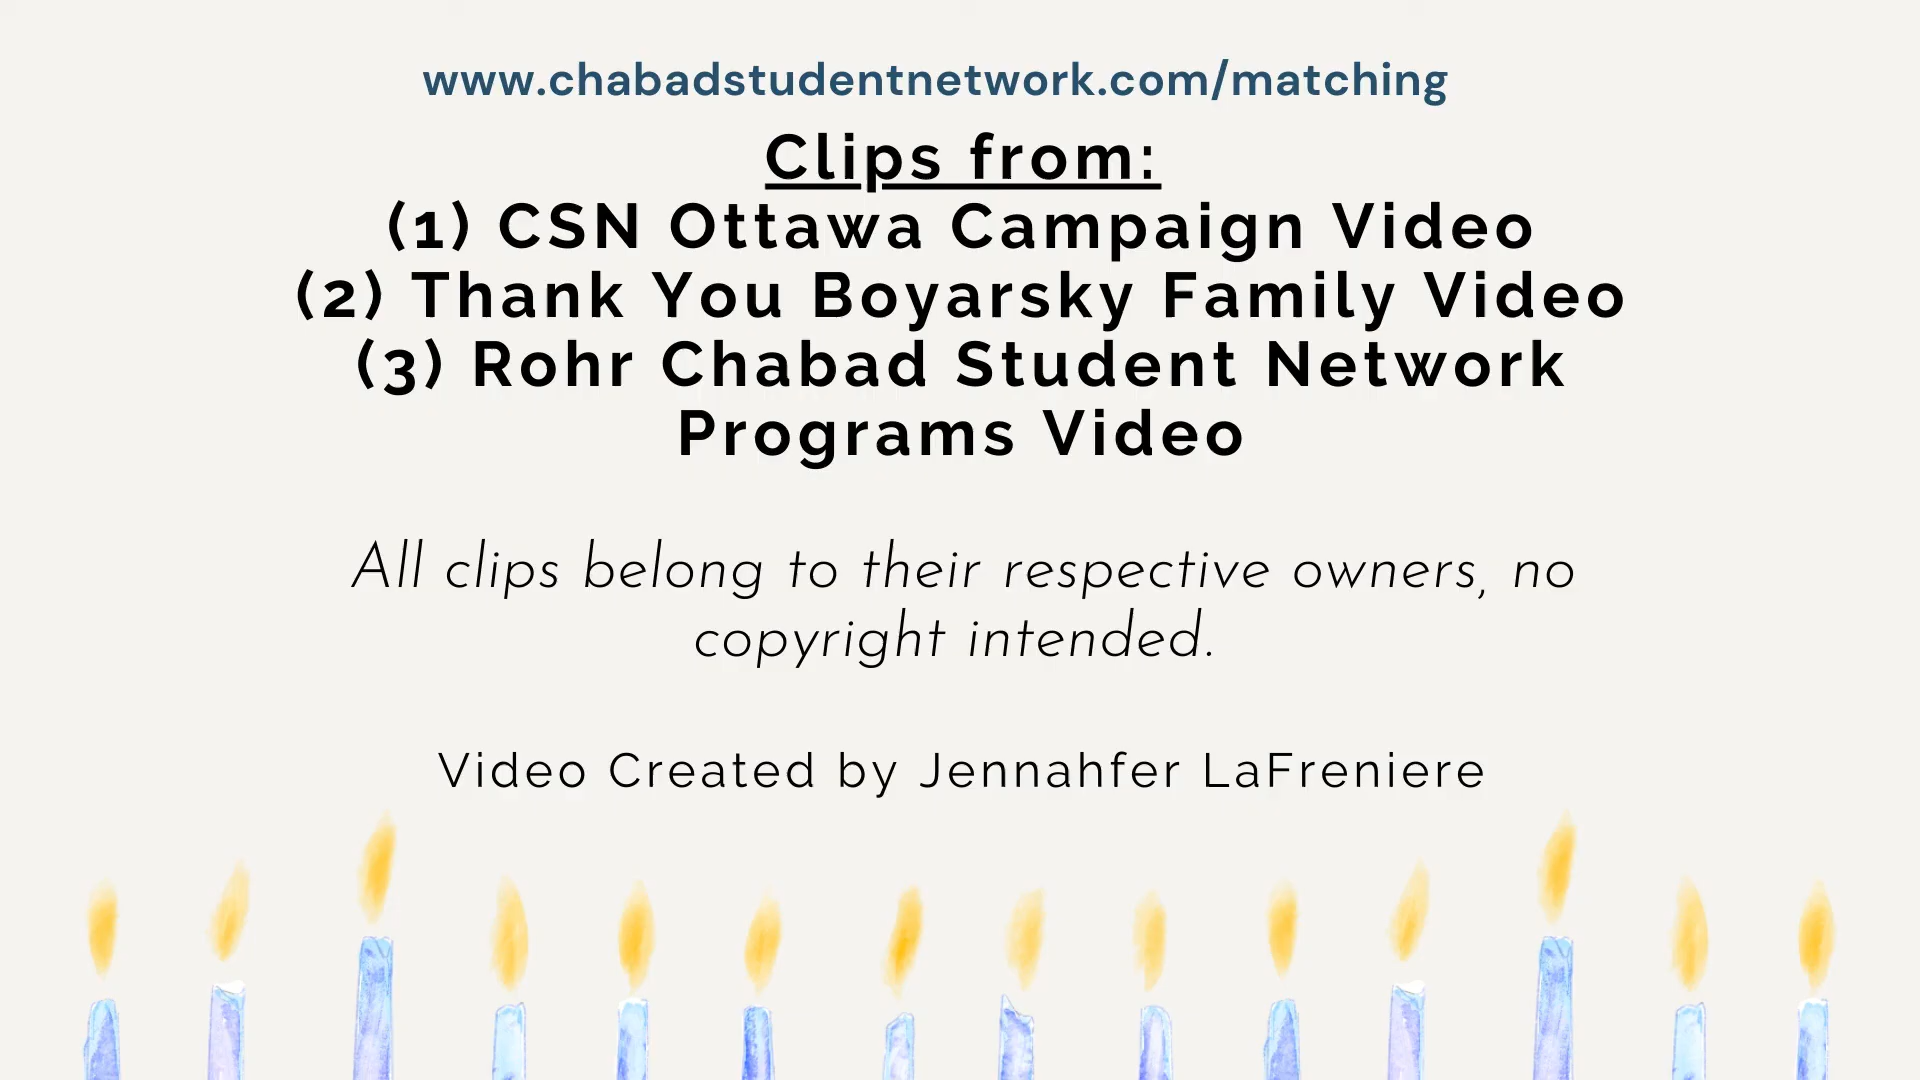 www.chabadstudentnetwork.com/matching
Clips from:
(1) CSN Ottawa Campaign Video
(2) Thank You Boyarsky Family Video
(3) Rohr Chabad Student Network
Programs Video
All clips belong to their respective owners, no
copyright intended.
Video Created by Jennahfer LaFreniere